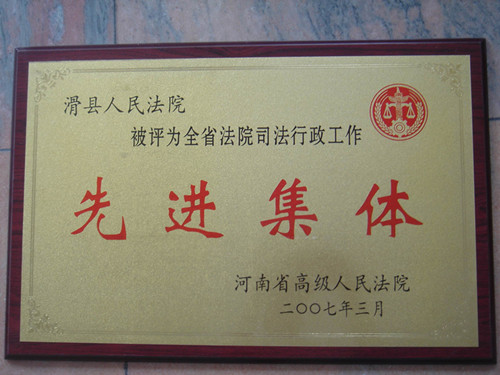 滑县人民法院
被评为全省法院司法行政工作
先进集体
河南省高级人民法院
二〇〇七年三月